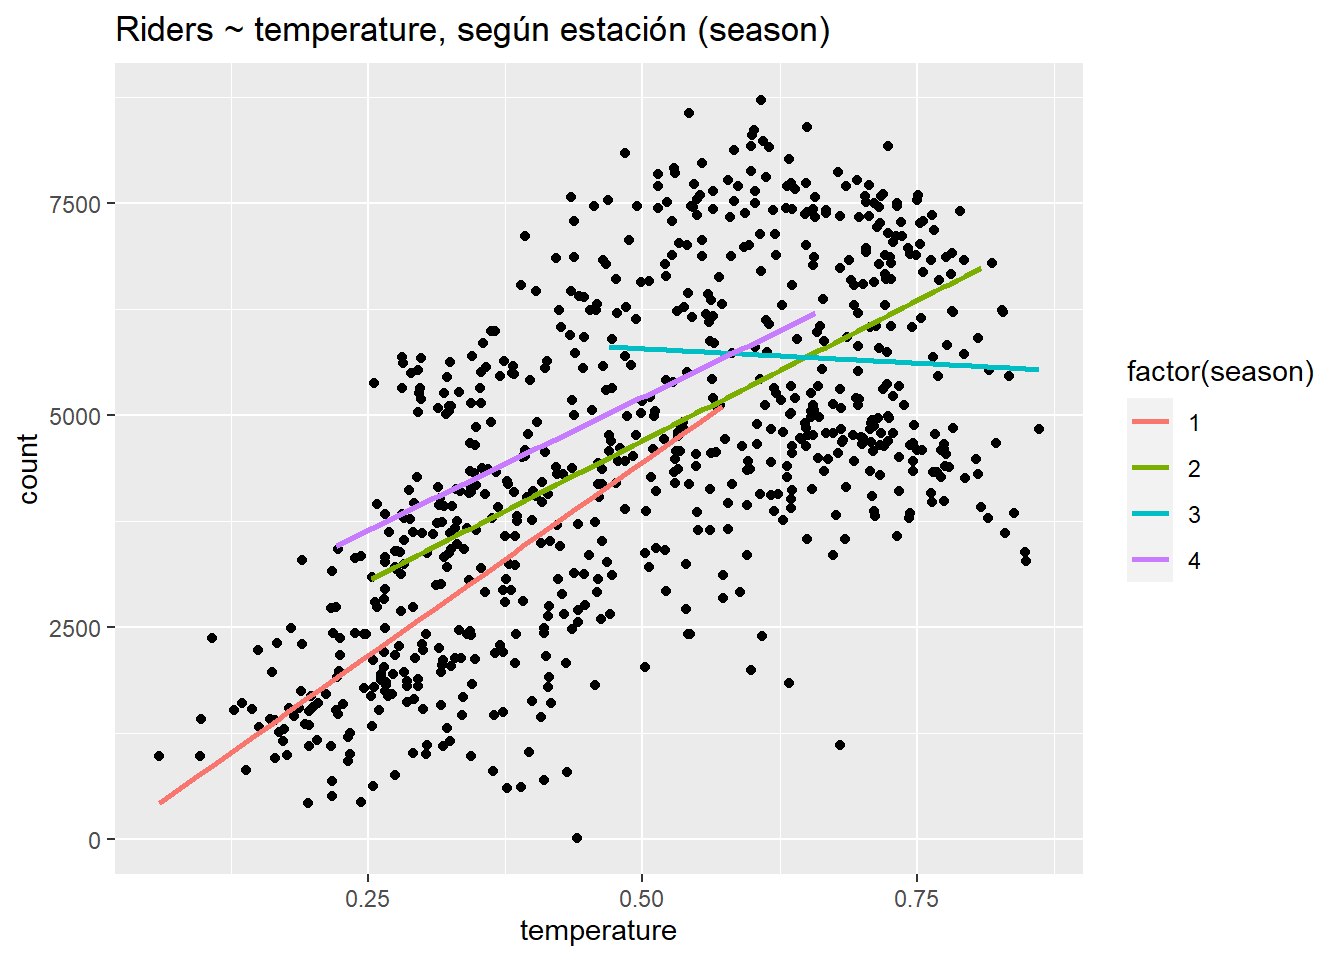 Riders ~ temperature, según estación (season)
count
7500
5000
2500
0
0.25
0.50
0.75
temperature
factor(season)
1
2
3
4